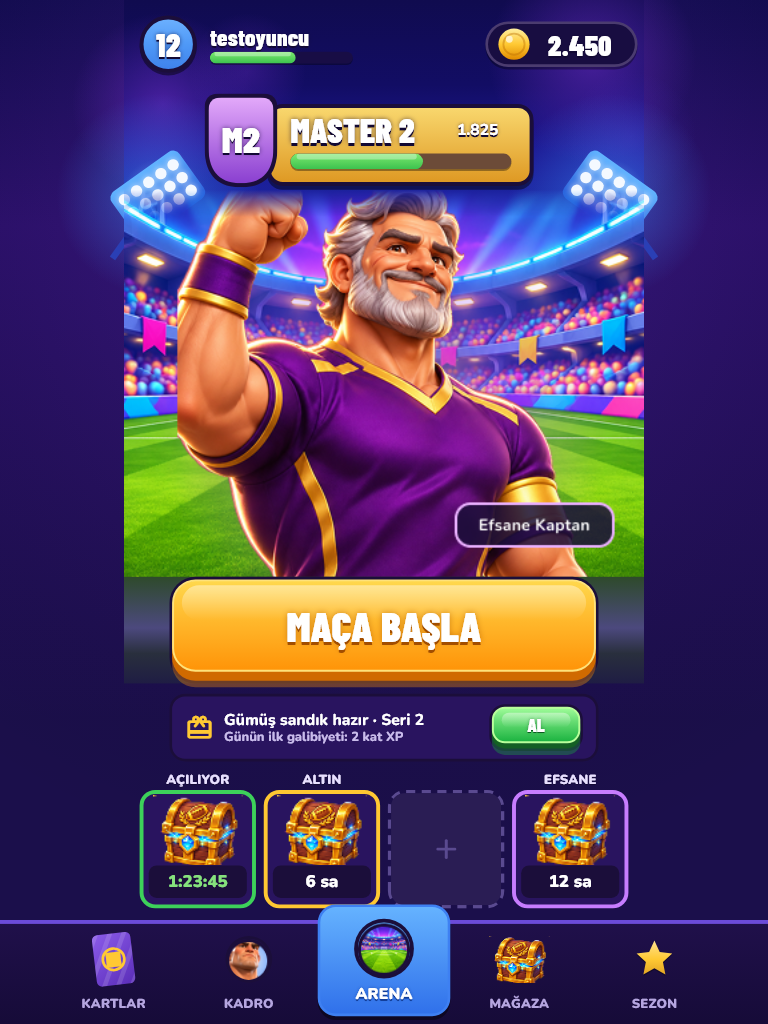 12
testoyuncu
2.450
M2
MASTER 2
1.825
Efsane Kaptan
MAÇA BAŞLA
Gümüş sandık hazır · Seri 2
Günün ilk galibiyeti: 2 kat XP
AL
AÇILIYOR
ALTIN
EFSANE
1:23:45
6 sa
+
12 sa
KARTLAR
KADRO
ARENA
MAĞAZA
SEZON